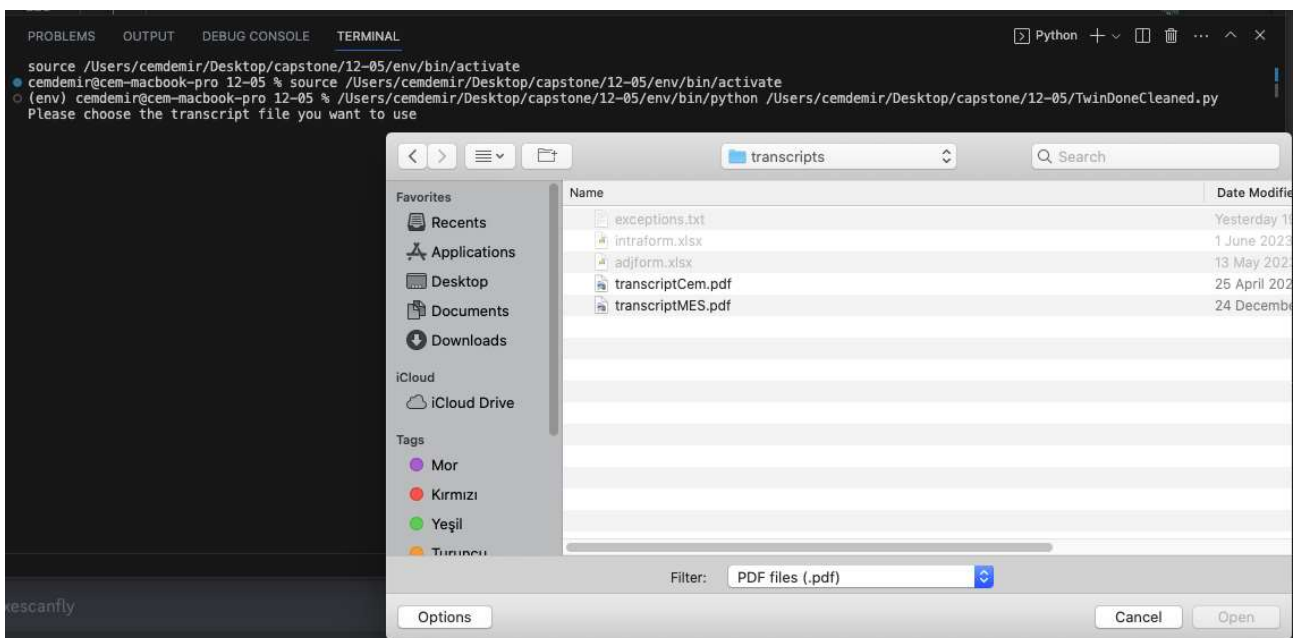 PROBLEMS OUTPUT DEBUG CONSOLE TERMINAL Python
source /Users/cemdemir/Desktop/capstone/12-05/env/bin/activate
cemdemir@cem-macbook-pro 12-05 % source /Users/cemdemir/Desktop/capstone/12-05/env/bin/activate
(env) cemdemir@cem-macbook-pro 12-05 % /Users/cemdemir/Desktop/capstone/12-05/env/bin/python /Users/cemdemir/Desktop/capstone/12-05/TwinDoneCleaned.py
Please choose the transcript file you want to use
transcripts Search
Favorites
Recents
Applications
Desktop
Documents
Downloads
iCloud
iCloud Drive
Tags
Mor
Kırmızı
Yeşil
Turuncu
Name Date Modifie
exceptions.txt Yesterday 19
intraform.xlsx 1 June 2023
adjform.xlsx 13 May 202
transcriptCem.pdf 25 April 202
transcriptMES.pdf 24 Decembe
Filter: PDF files (.pdf)
Options Cancel Open
xescanfly